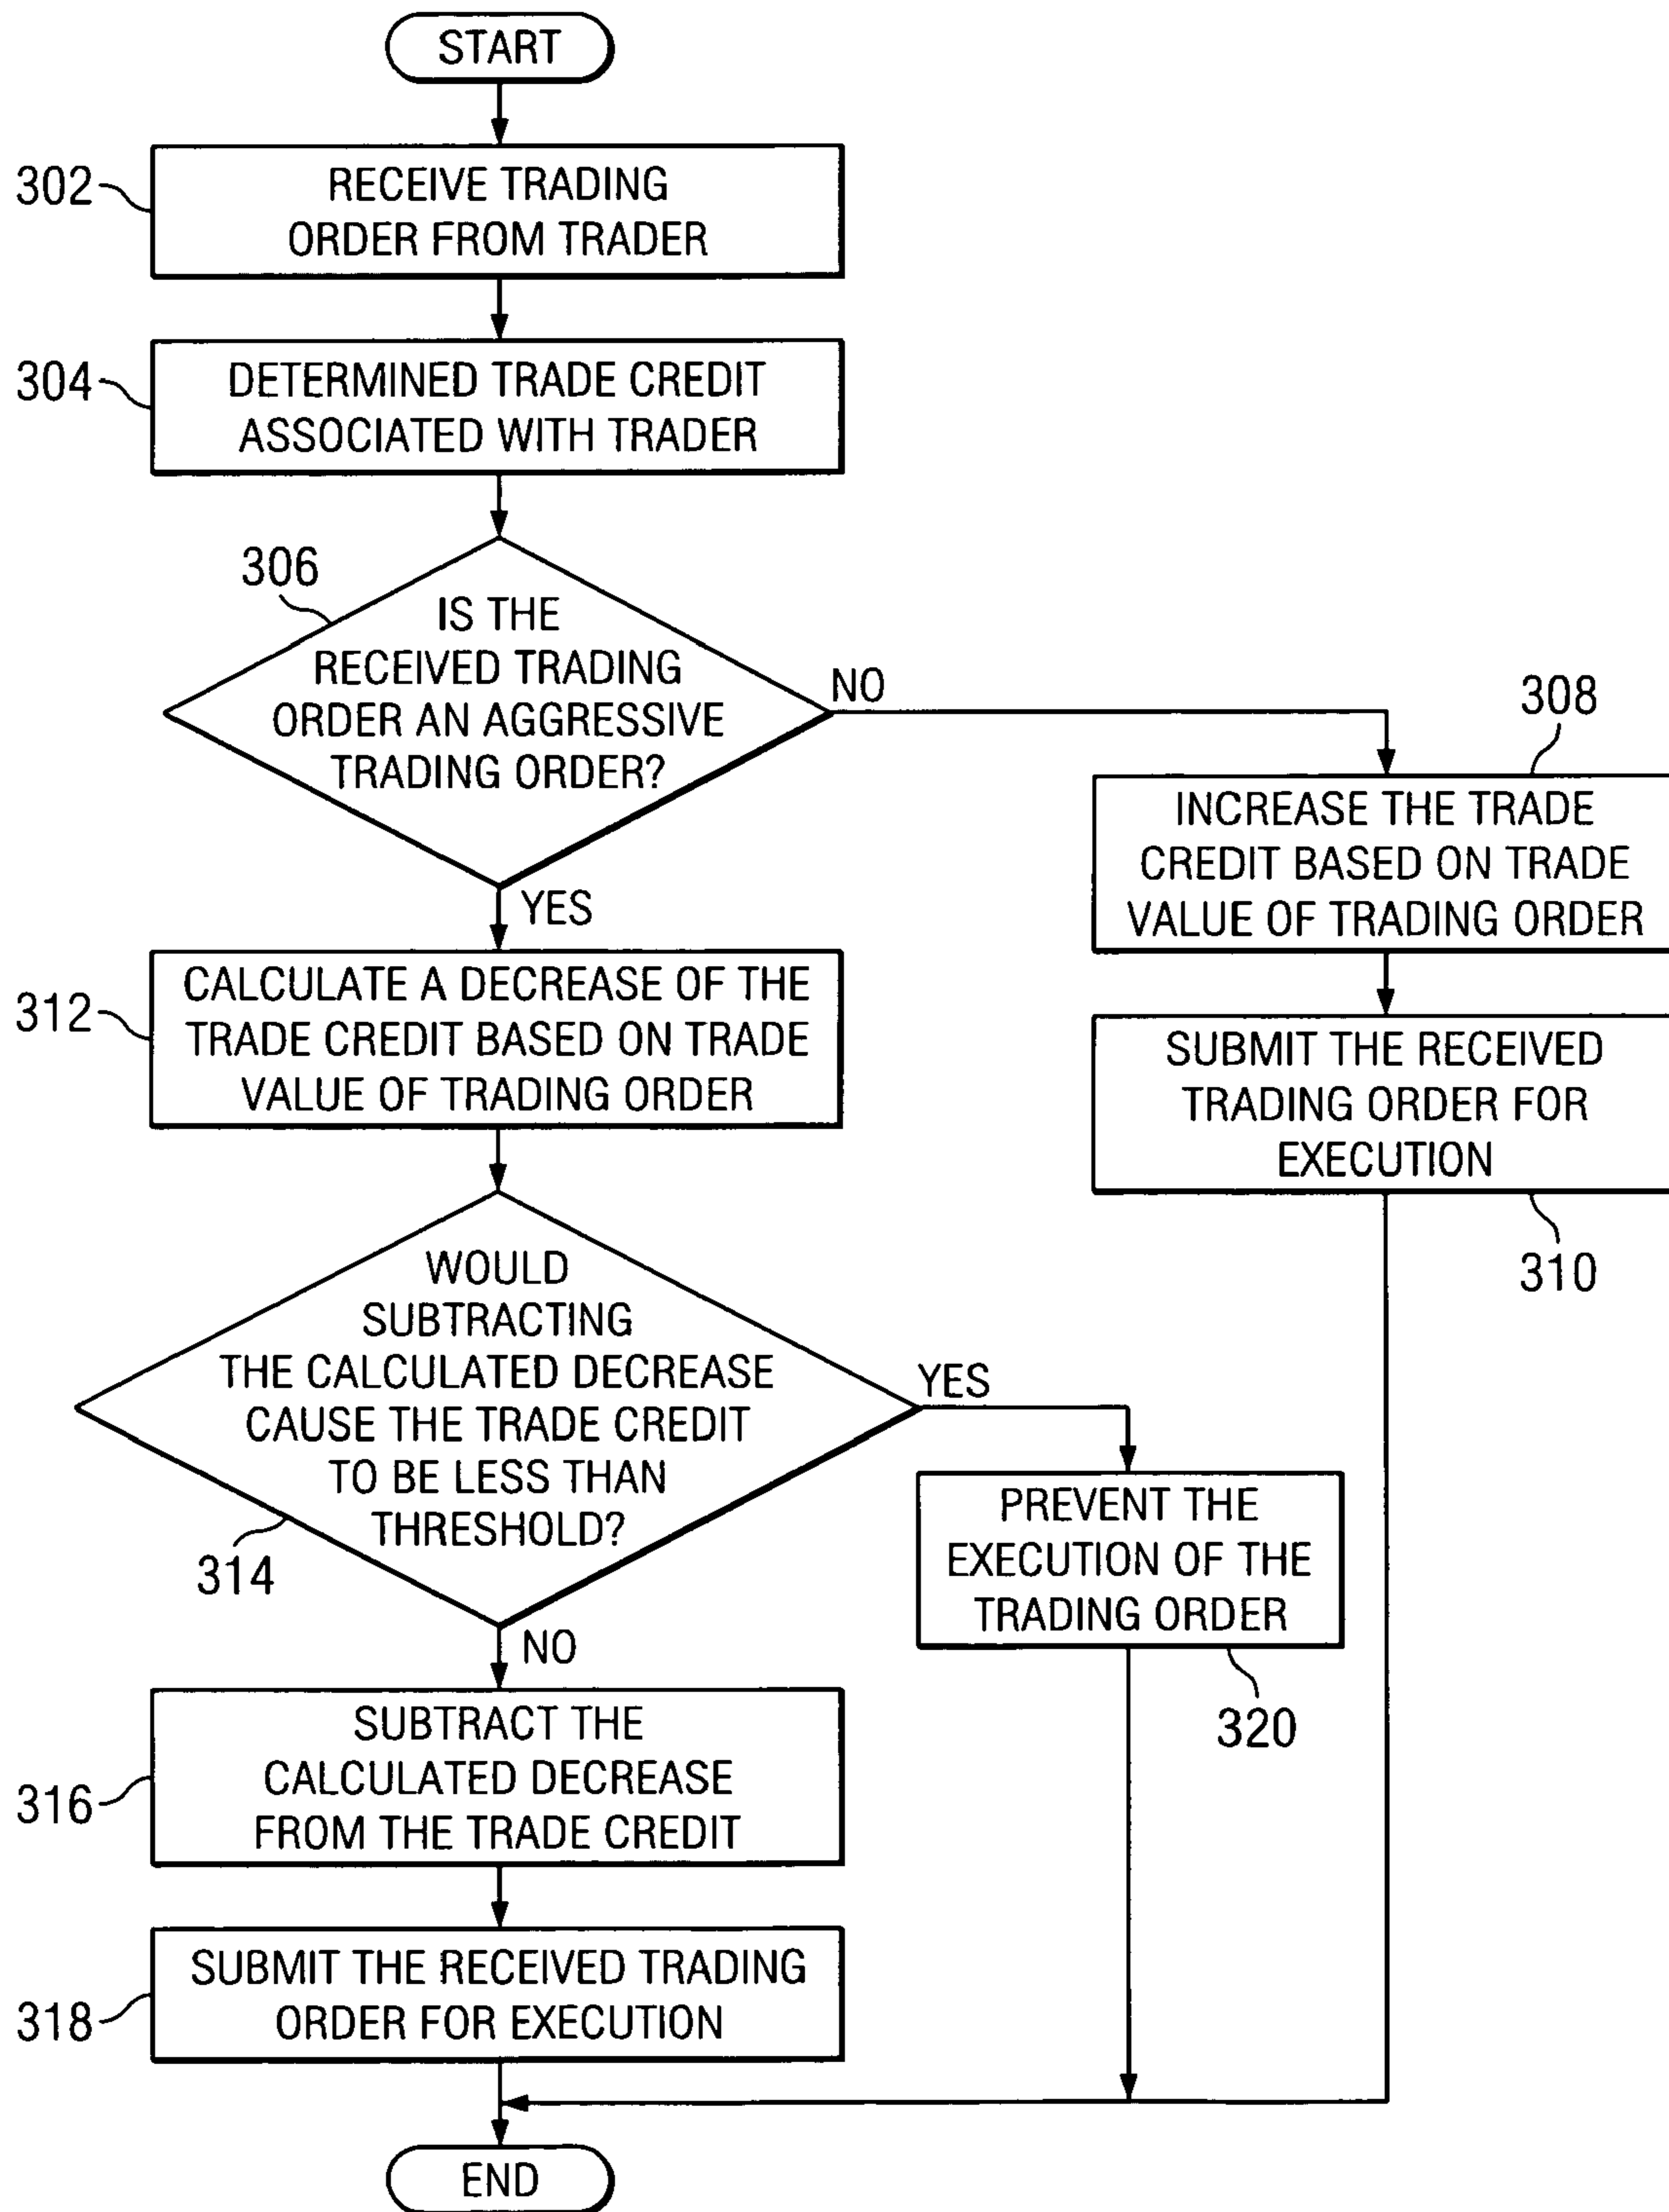 START
302
RECEIVE TRADING
ORDER FROM TRADER
304
DETERMINED TRADE CREDIT
ASSOCIATED WITH TRADER
306
IS THE
RECEIVED TRADING
ORDER AN AGGRESSIVE
TRADING ORDER?
NO
308
INCREASE THE TRADE
CREDIT BASED ON TRADE
VALUE OF TRADING ORDER
SUBMIT THE RECEIVED
TRADING ORDER FOR
EXECUTION
310
YES
312
CALCULATE A DECREASE OF THE
TRADE CREDIT BASED ON TRADE
VALUE OF TRADING ORDER
WOULD
SUBTRACTING
THE CALCULATED DECREASE
CAUSE THE TRADE CREDIT
TO BE LESS THAN
THRESHOLD?
314
YES
PREVENT THE
EXECUTION OF THE
TRADING ORDER
320
NO
316
SUBTRACT THE
CALCULATED DECREASE
FROM THE TRADE CREDIT
318
SUBMIT THE RECEIVED TRADING
ORDER FOR EXECUTION
END